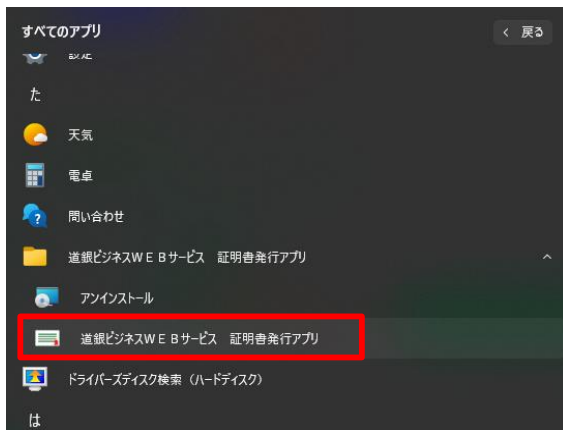 すべてのアプリ
< 戻る
設定
た
天気
電卓
問い合わせ
道銀ビジネスWEBサービス 証明書発行アプリ
アンインストール
道銀ビジネスWEBサービス 証明書発行アプリ
ドライバーズディスク検索（ハードディスク）
は